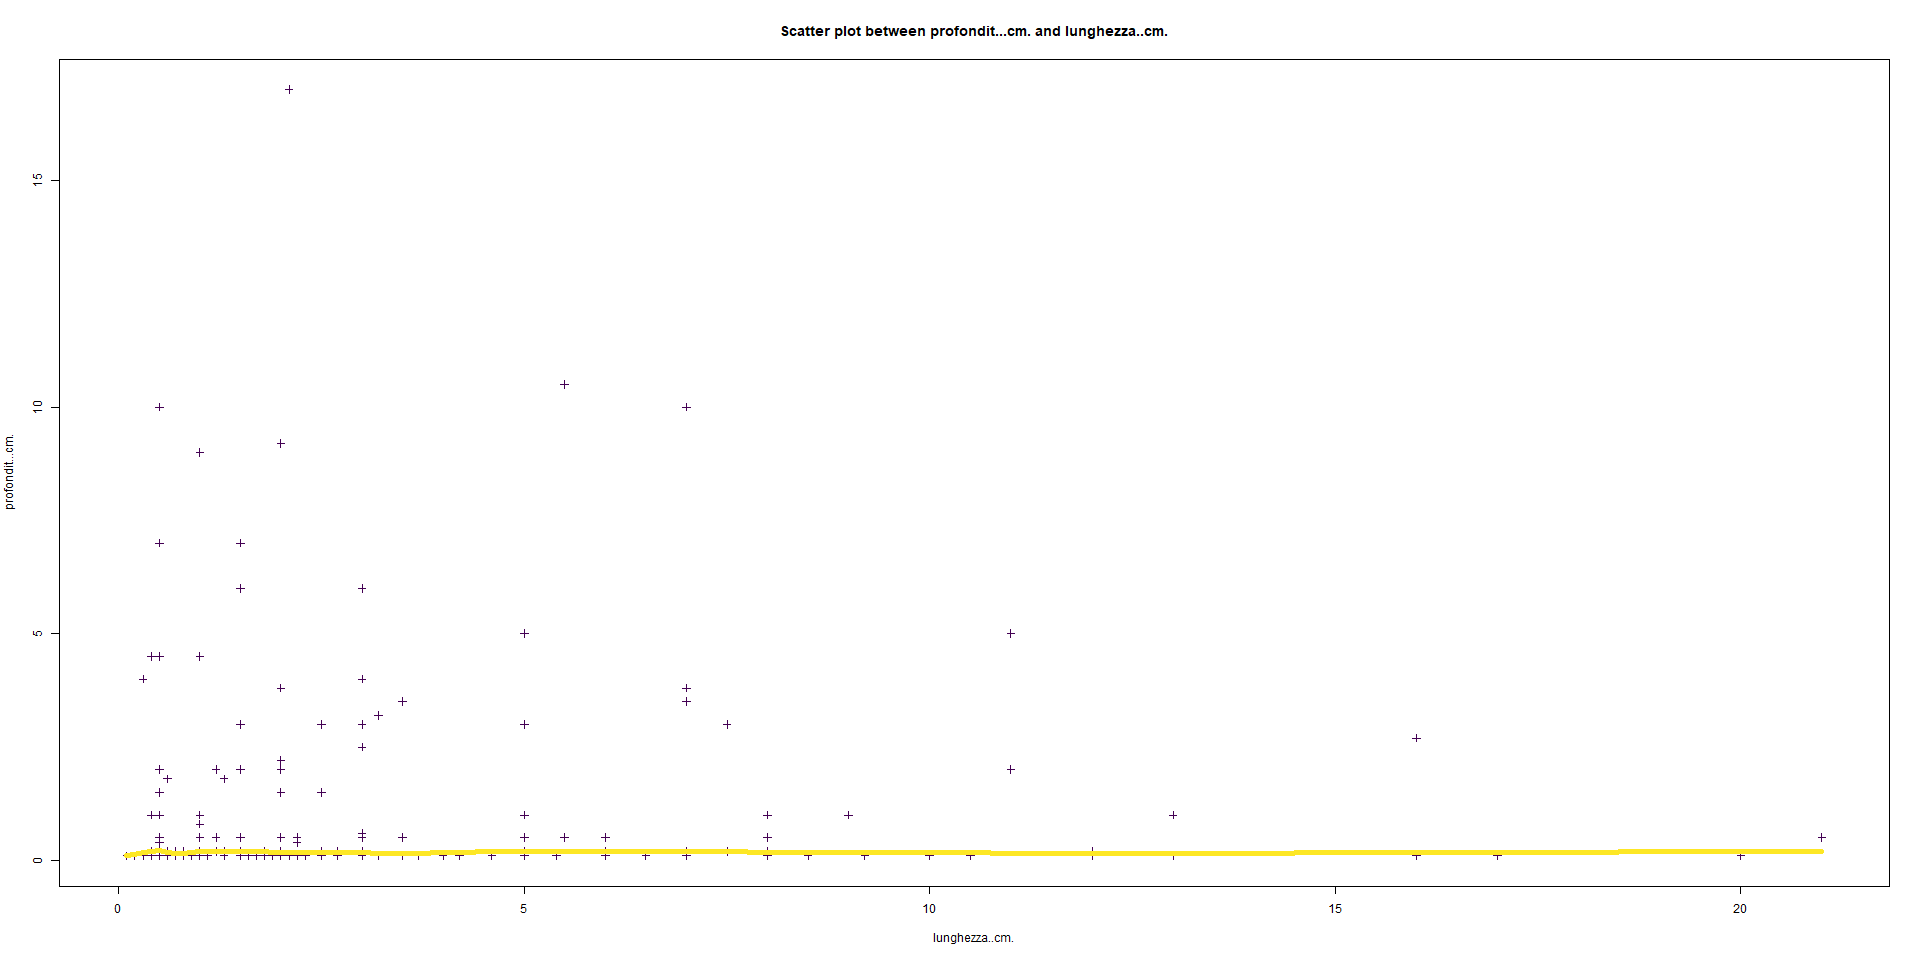 Scatter plot between profondit...cm. and lunghezza..cm.
15
10
5
0
profondit...cm.
0 5 10 15 20
lunghezza..cm.